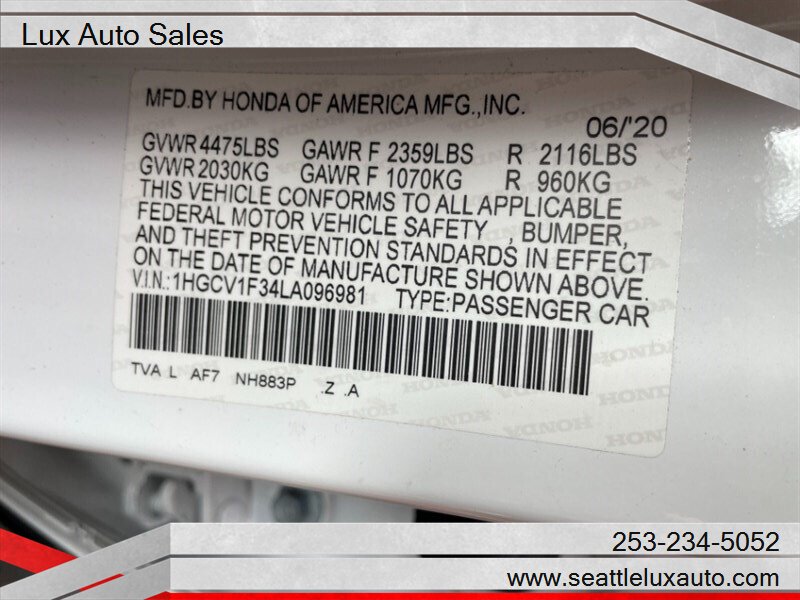 Lux Auto Sales
MFD.BY HONDA OF AMERICA MFG.,INC.
06/'20
GVWR 4475LBS GAWR F 2359LBS R 2116LBS
GVWR 2030KG GAWR F 1070KG R 960KG
THIS VEHICLE CONFORMS TO ALL APPLICABLE
FEDERAL MOTOR VEHICLE SAFETY , BUMPER,
AND THEFT PREVENTION STANDARDS IN EFFECT
ON THE DATE OF MANUFACTURE SHOWN ABOVE.
V.I.N.:1HGCV1F34LA096981 TYPE:PASSENGER CAR
TVA L AF7 NH883P .Z .A
253-234-5052
www.seattleluxauto.com